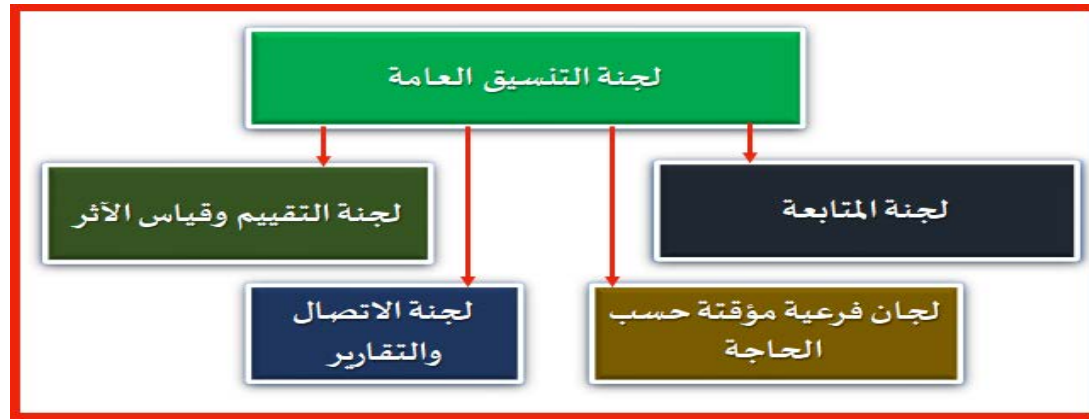 لجنة التنسيق العامة
لجنة المتابعة
لجنة التقييم وقياس الآثر
لجان فرعية مؤقتة حسب
الحاجة
لجنة الاتصال
والتقارير